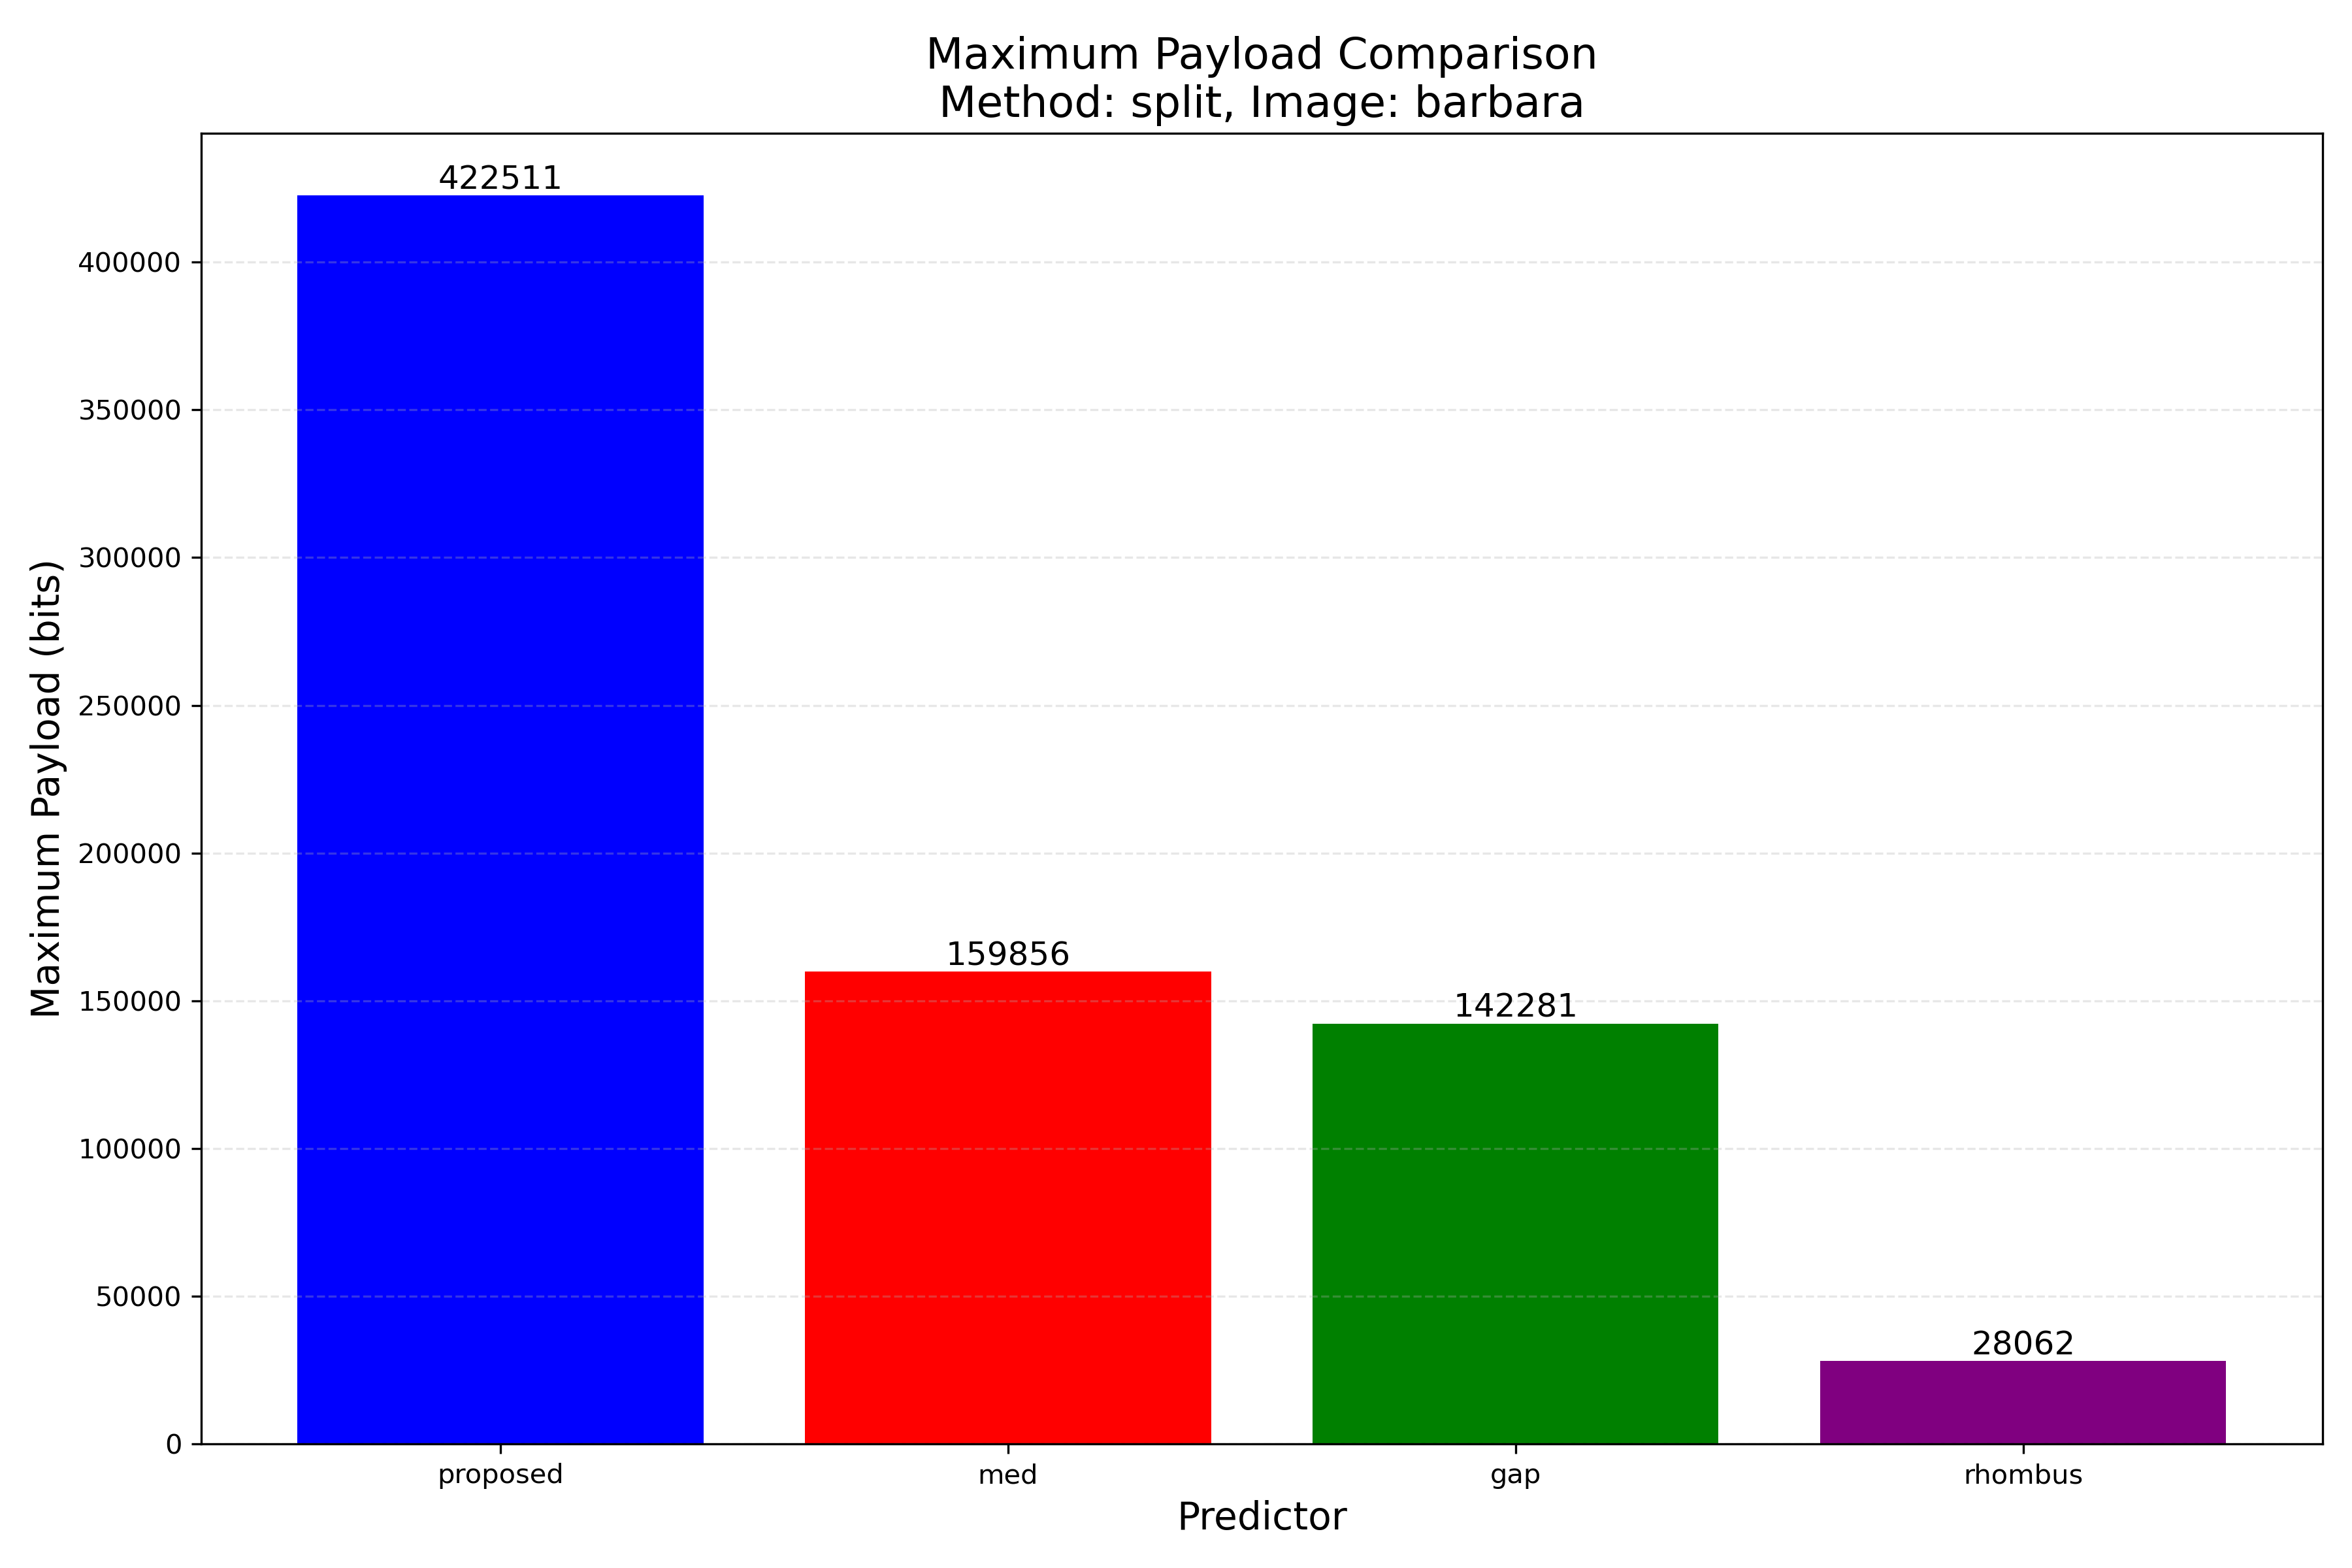 Maximum Payload Comparison
Method: split, Image: barbara
Maximum Payload (bits)
400000
350000
300000
250000
200000
150000
100000
50000
0
422511
159856
142281
28062
proposed
med
gap
rhombus
Predictor